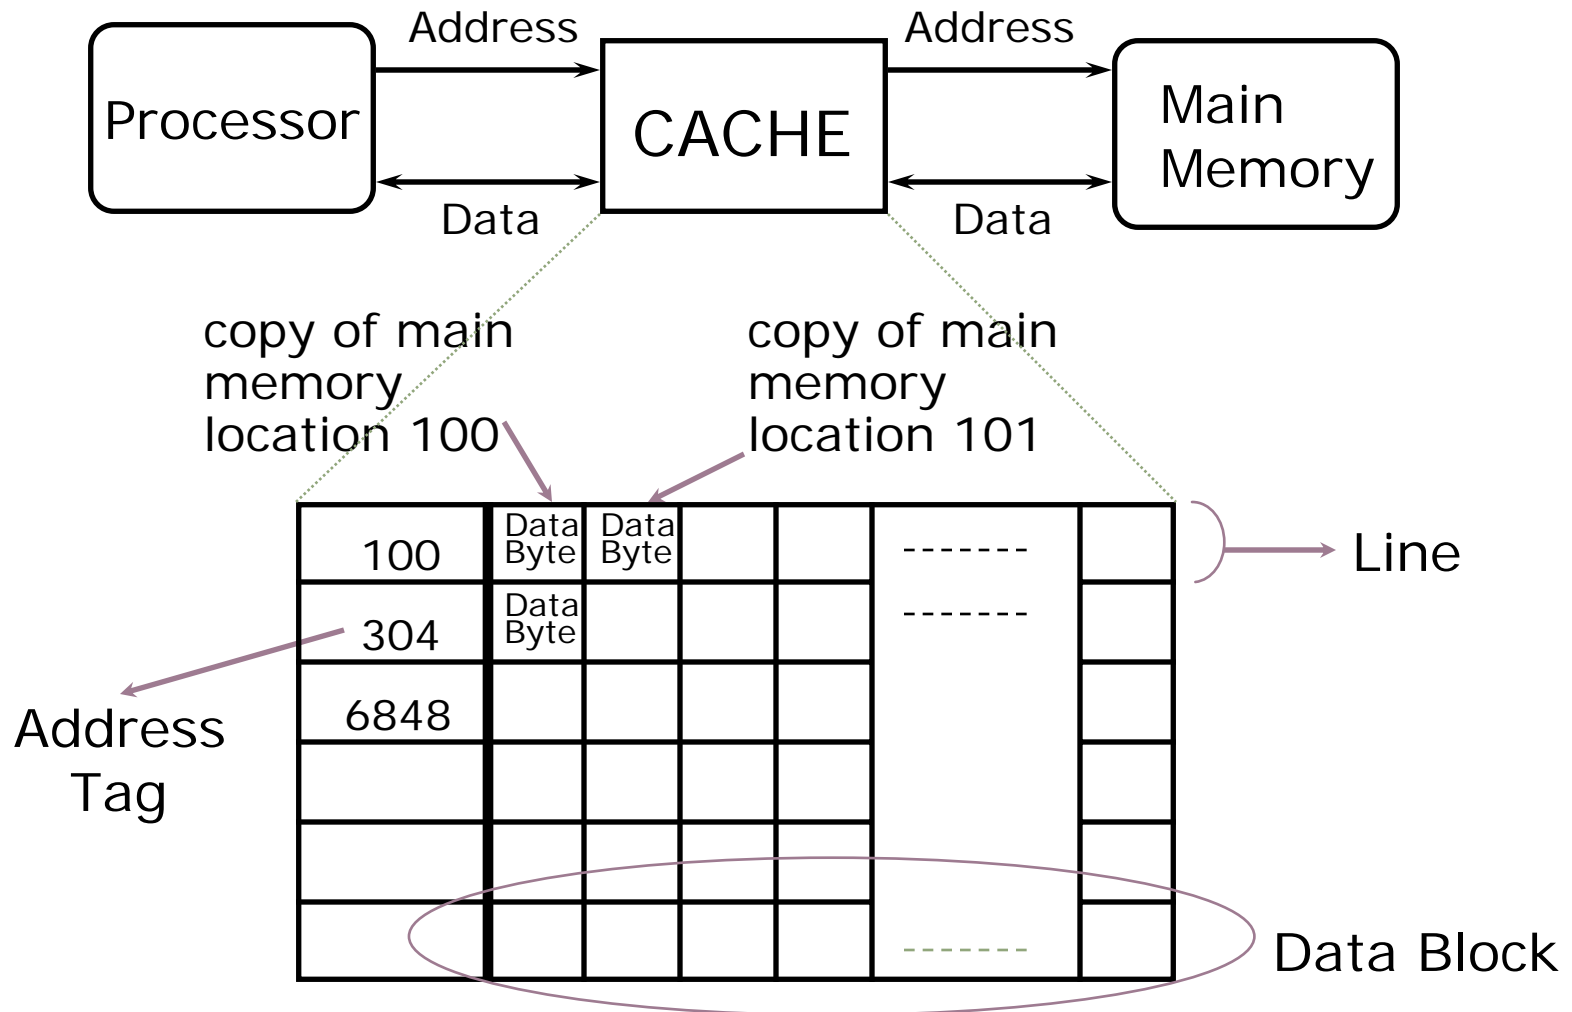 Address
Address
Processor
CACHE
Main
Memory
Data
Data
copy of main
memory
location 100
copy of main
memory
location 101
100
Data
Byte
Data
Byte
Line
304
Data
Byte
6848
Address
Tag
Data Block